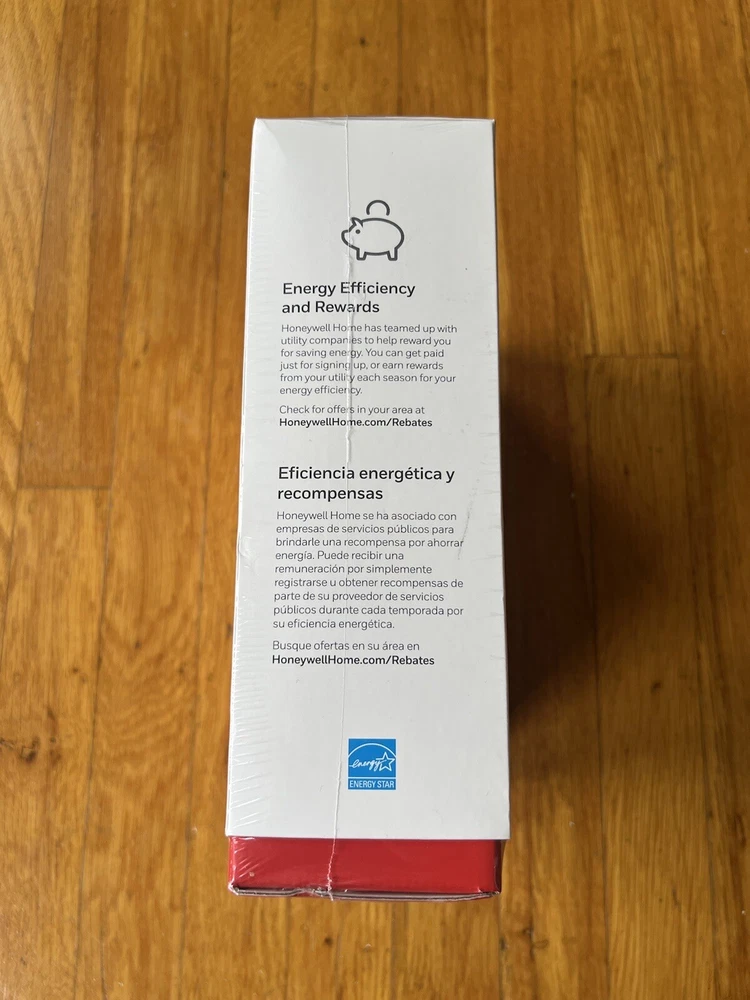 Energy Efficiency
and Rewards
Honeywell Home has teamed up with
utility companies to help reward you
for saving energy. You can get paid
just for signing up, or earn rewards
from your utility each season for your
energy efficiency.
Check for offers in your area at
HoneywellHome.com/Rebates
Eficiencia energética y
recompensas
Honeywell Home se ha asociado con
empresas de servicios públicos para
brindarle una recompensa por ahorrar
energía. Puede recibir una
remuneración por simplemente
registrarse u obtener recompensas de
parte de su proveedor de servicios
públicos durante cada temporada por
su eficiencia energética.
Busque ofertas en su área en
HoneywellHome.com/Rebates
energy
ENERGY STAR